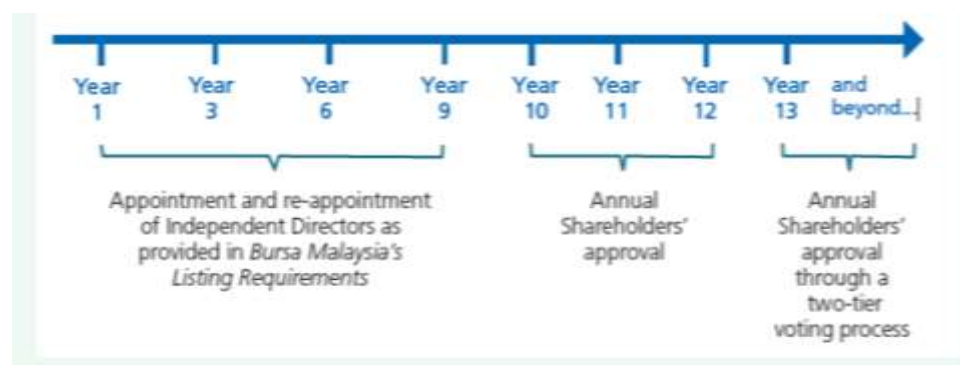 Year 1
Year 3
Year 6
Year 9
Year 10
Year 11
Year 12
Year 13
and beyond...
Appointment and re-appointment
of Independent Directors as
provided in Bursa Malaysia's
Listing Requirements
Annual
Shareholders'
approval
Annual
Shareholders'
approval
through a
two-tier
voting process